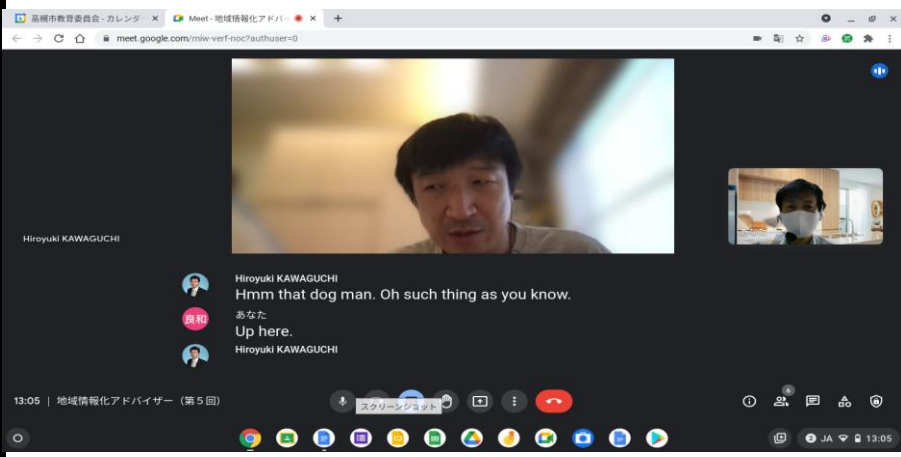 高槻市教育委員会 - カレンダー
Meet - 地域情報化アドバイ
meet.google.com/miw-verf-noc?authuser=0
Hiroyuki KAWAGUCHI
Hiroyuki KAWAGUCHI
Hmm that dog man. Oh such thing as you know.
良和
あなた
Up here.
Hiroyuki KAWAGUCHI
13:05 | 地域情報化アドバイザー（第５回）
スクリーンショット
6
JA
13:05